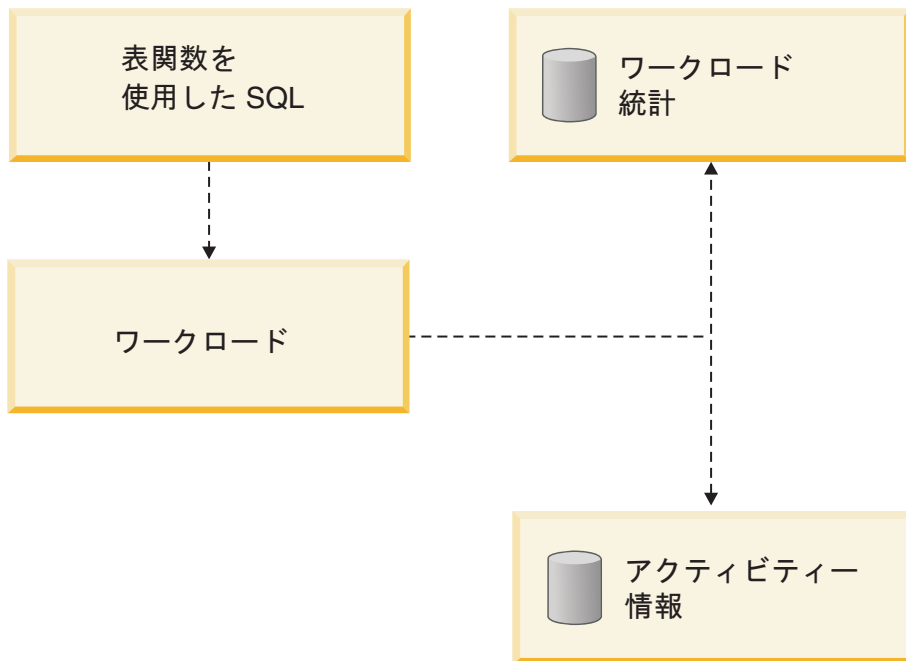 表関数を
使用した SQL
ワークロード
統計
ワークロード
アクティビティー
情報